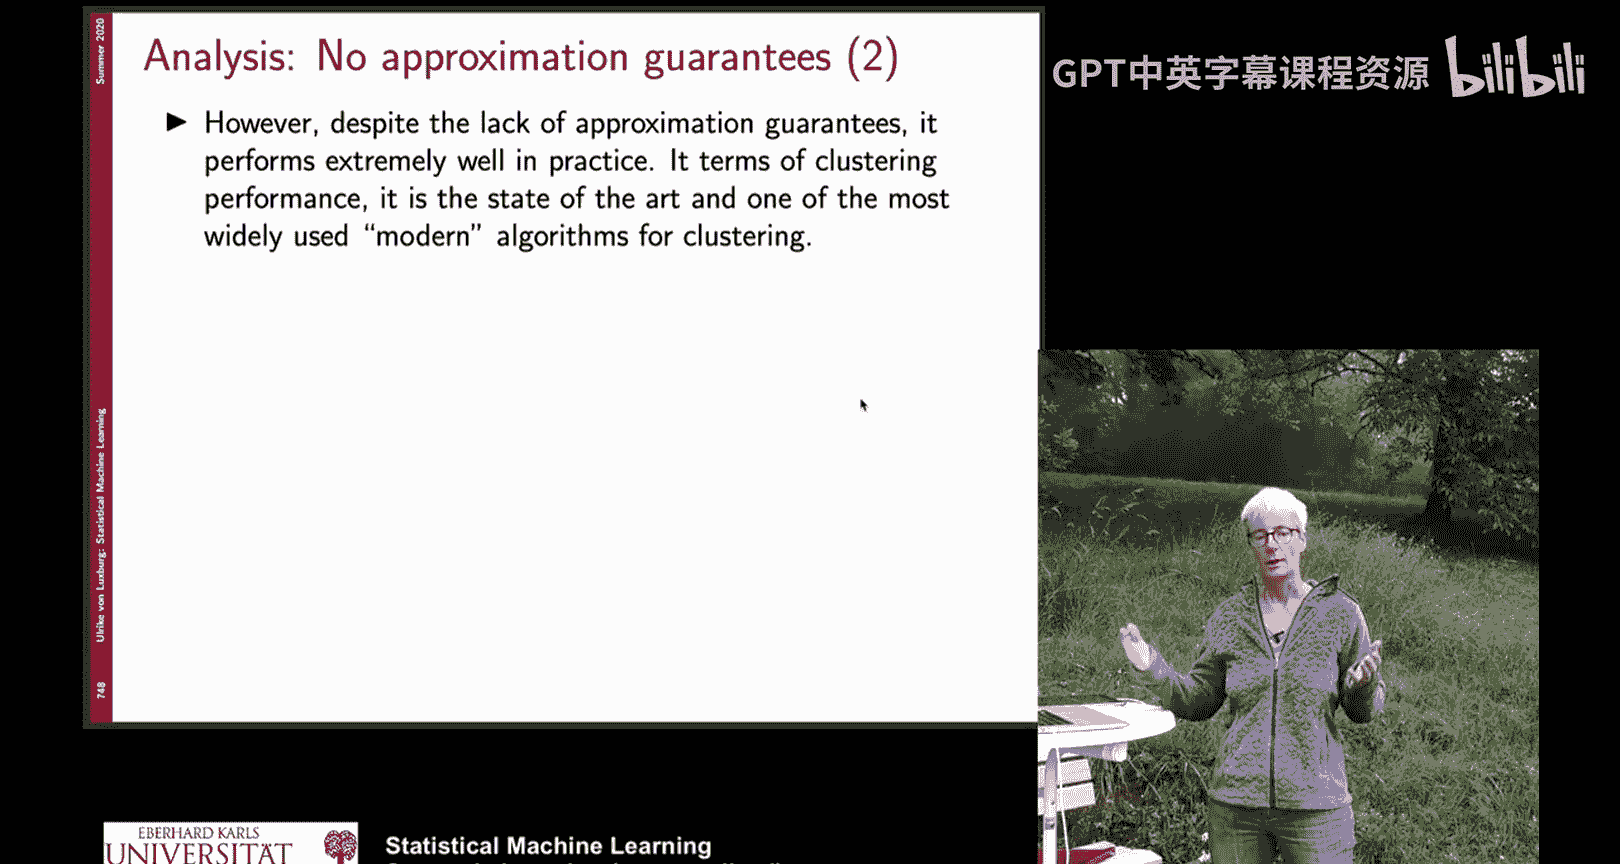 Analysis: No approximation guarantees (2)
However, despite the lack of approximation guarantees, it
performs extremely well in practice. It terms of clustering
performance, it is the state of the art and one of the most
widely used “modern” algorithms for clustering.
Summer 2020
Ulrike von Luxburg: Statistical Machine Learning
748
GPT中英字幕课程资源 bilibili
EBERHARD KARLS
UNIVERSITÄT
Statistical Machine Learning